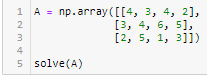 1 A = np.array([[4, 3, 4, 2],
2 [3, 4, 6, 5],
3 [2, 5, 1, 3]])
4
5 solve(A)